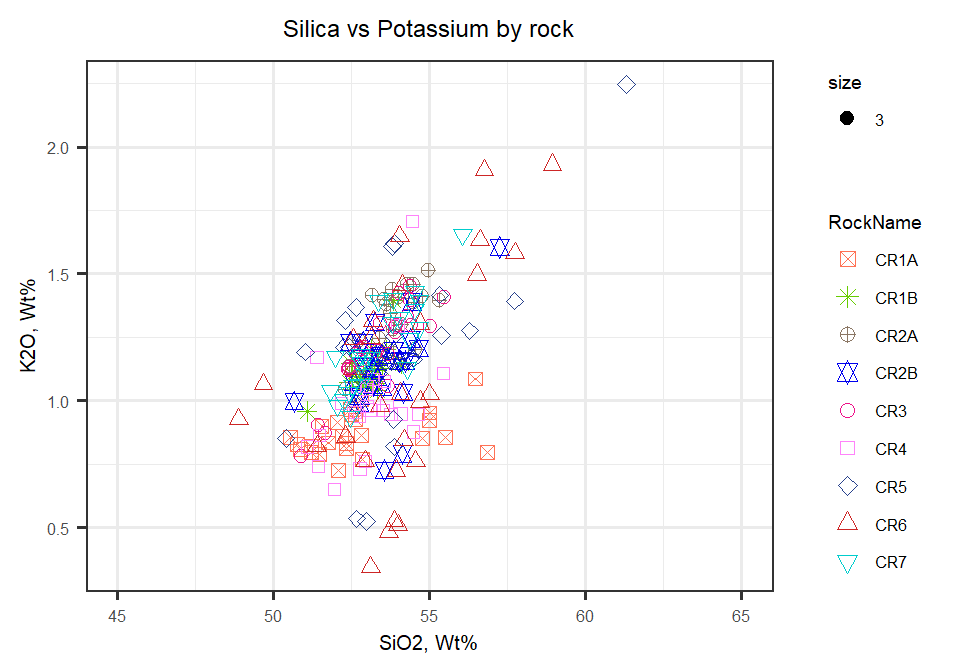 Silica vs Potassium by rock
K2O, Wt%
2.0
1.5
1.0
0.5
45
50
55
60
65
SiO2, Wt%
size
3
RockName
CR1A
CR1B
CR2A
CR2B
CR3
CR4
CR5
CR6
CR7